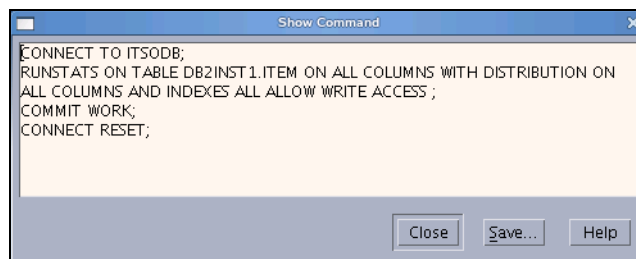 Show Command
CONNECT TO ITSODB;
RUNSTATS ON TABLE DB2INST1.ITEM ON ALL COLUMNS WITH DISTRIBUTION ON
ALL COLUMNS AND INDEXES ALL ALLOW WRITE ACCESS ;
COMMIT WORK;
CONNECT RESET;
Close Save... Help